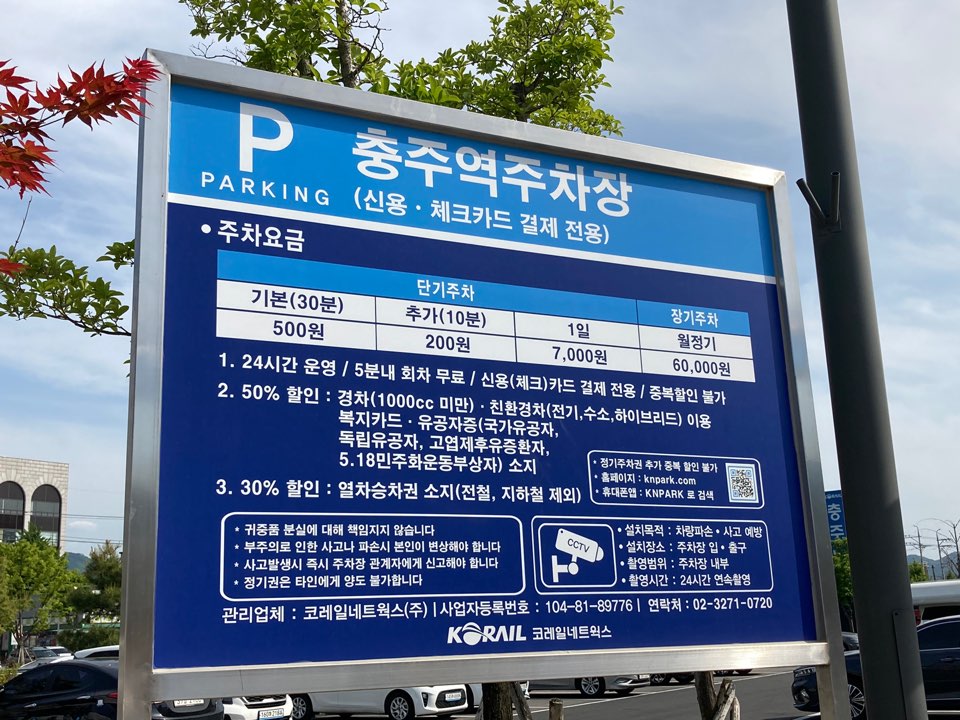 P 충주역주차장
PARKING (신용 · 체크카드 결제 전용)
• 주차요금
단기주차 장기주차
기본(30분) 추가(10분) 1일 월정기
500원 200원 7,000원 60,000원
1. 24시간 운영 / 5분내 회차 무료 / 신용(체크)카드 결제 전용 / 중복할인 불가
2. 50% 할인 : 경차(1000cc 미만) · 친환경차(전기,수소,하이브리드) 이용
복지카드 · 유공자증(국가유공자,
독립유공자, 고엽제후유증환자,
5.18민주화운동부상자) 소지
3. 30% 할인 : 열차승차권 소지(전철, 지하철 제외)
• 정기주차권 추가 중복 할인 불가
• 홈페이지 : knpark.com
• 휴대폰앱 : KNPARK 로 검색
* 귀중품 분실에 대해 책임지지 않습니다
* 부주의로 인한 사고나 파손시 본인이 변상해야 합니다
* 사고발생시 즉시 주차장 관계자에게 신고해야 합니다
* 정기권은 타인에게 양도 불가합니다
CCTV
• 설치목적 : 차량파손 · 사고 예방
• 설치장소 : 주차장 입 · 출구
• 촬영범위 : 주차장 내부
• 촬영시간 : 24시간 연속촬영
관리업체 : 코레일네트웍스(주) | 사업자등록번호 : 104-81-89776 | 연락처 : 02-3271-0720
KORAIL 코레일네트웍스
충주